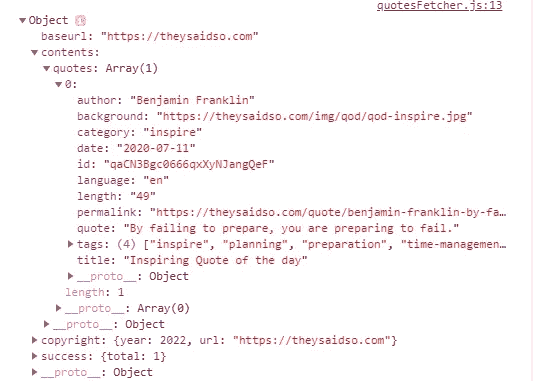 quotesFetcher.js:13
▼Object i
baseurl: "https://theysaidso.com"
▼contents:
▼quotes: Array(1)
▼0:
author: "Benjamin Franklin"
background: "https://theysaidso.com/img/qod/qod-inspire.jpg"
category: "inspire"
date: "2020-07-11"
id: "qaCN3Bgc0666qxXyNJangQeF"
language: "en"
length: "49"
permalink: "https://theysaidso.com/quote/benjamin-franklin-by-fa…
quote: "By failing to prepare, you are preparing to fail."
▶tags: (4) ["inspire", "planning", "preparation", "time-managemen…
title: "Inspiring Quote of the day"
▶__proto__: Object
length: 1
▶__proto__: Array(0)
▶__proto__: Object
▶copyright: {year: 2022, url: "https://theysaidso.com"}
▶success: {total: 1}
▶__proto__: Object